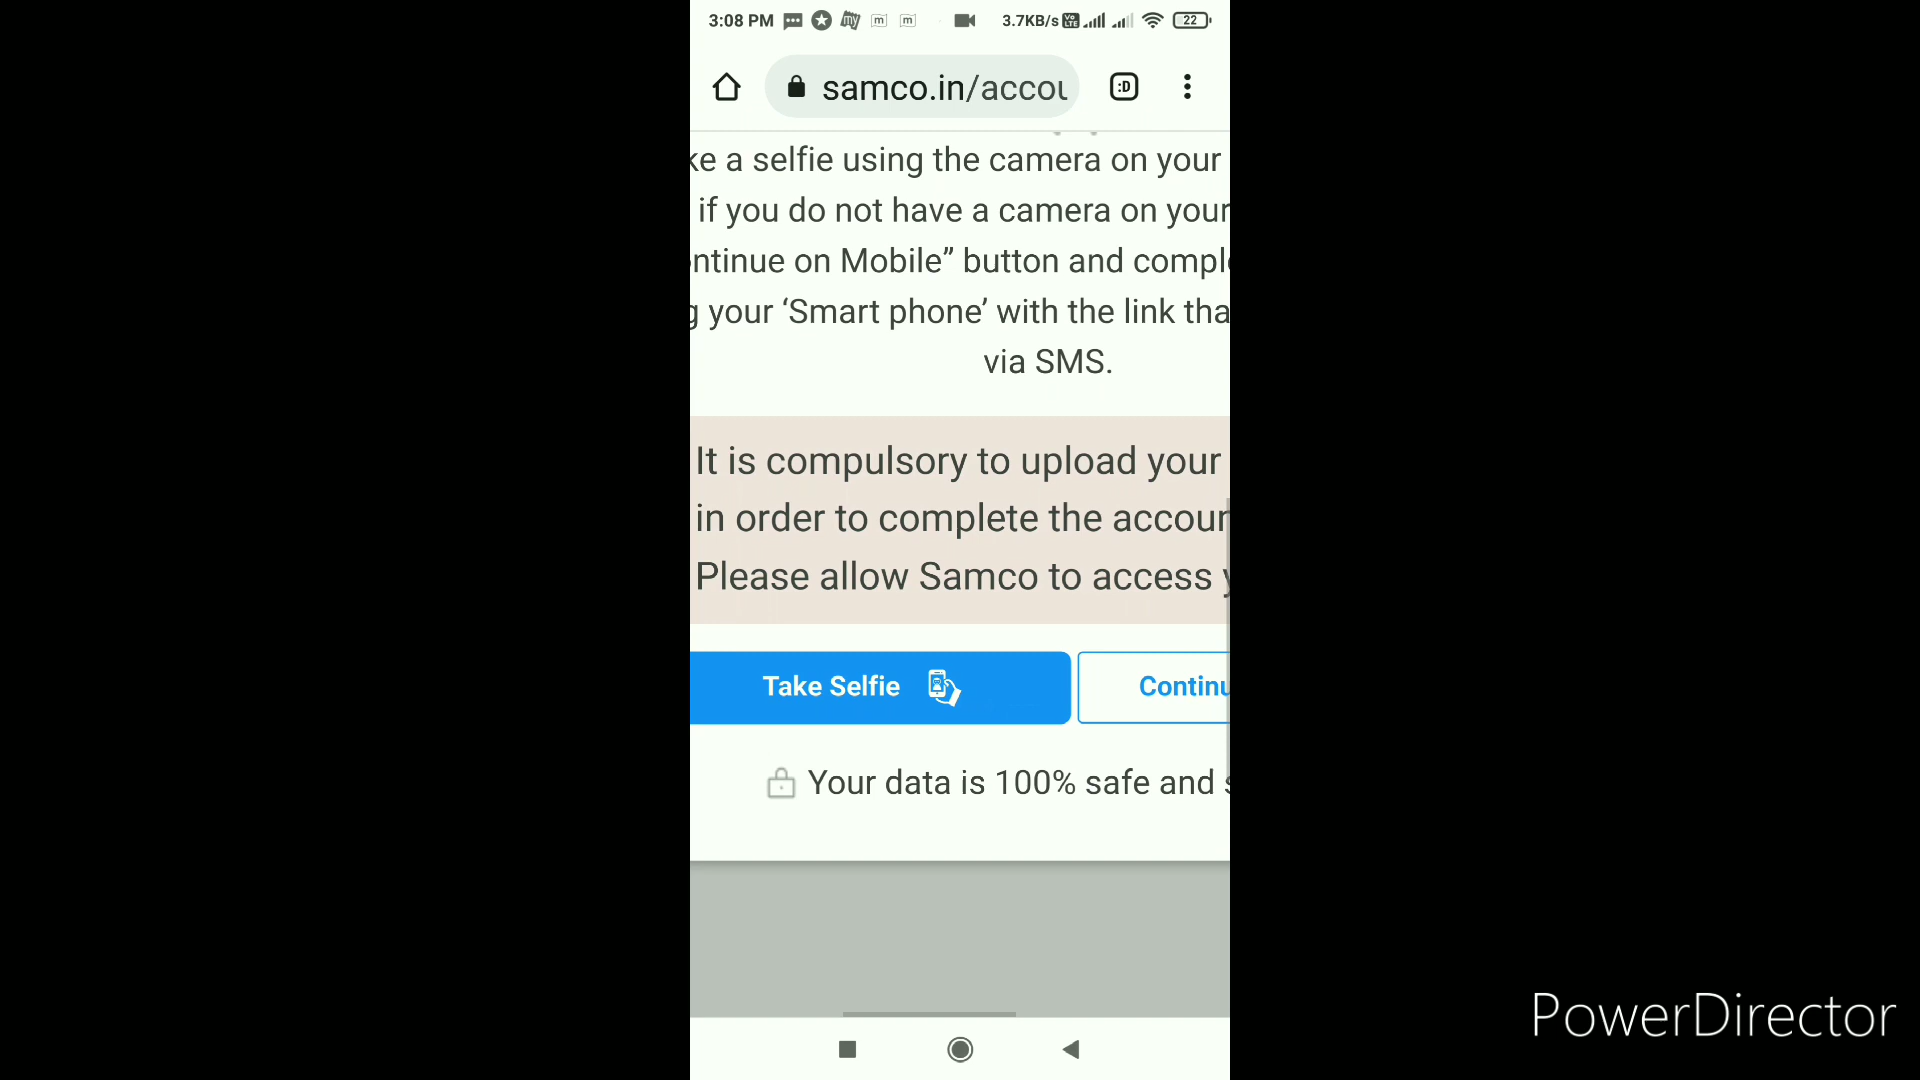 3:08 PM
3.7KB/s
22
samco.in/accou
:D
ke a selfie using the camera on your
if you do not have a camera on your
ntinue on Mobile” button and compl
g your ‘Smart phone’ with the link tha
via SMS.
It is compulsory to upload your
in order to complete the accoun
Please allow Samco to access y
Take Selfie
Continu
Your data is 100% safe and s
PowerDirector